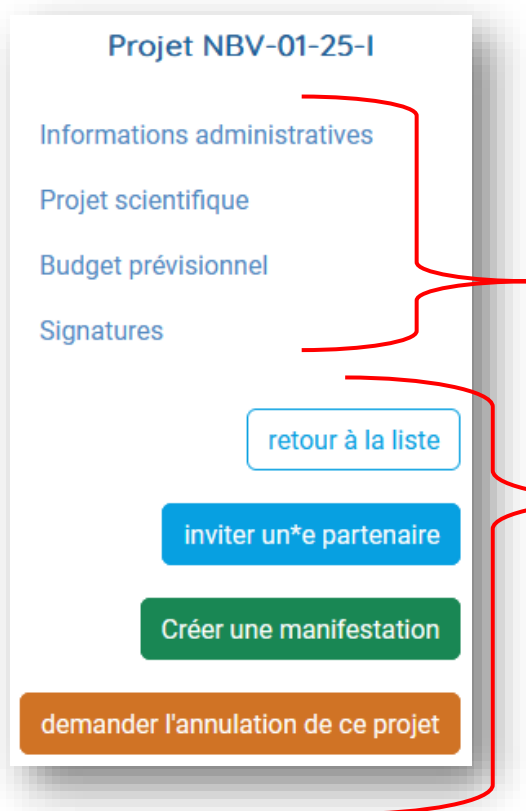 Projet NBV-01-25-I
Informations administratives
Projet scientifique
Budget prévisionnel
Signatures
retour à la liste
inviter un*e partenaire
Créer une manifestation
demander l'annulation de ce projet